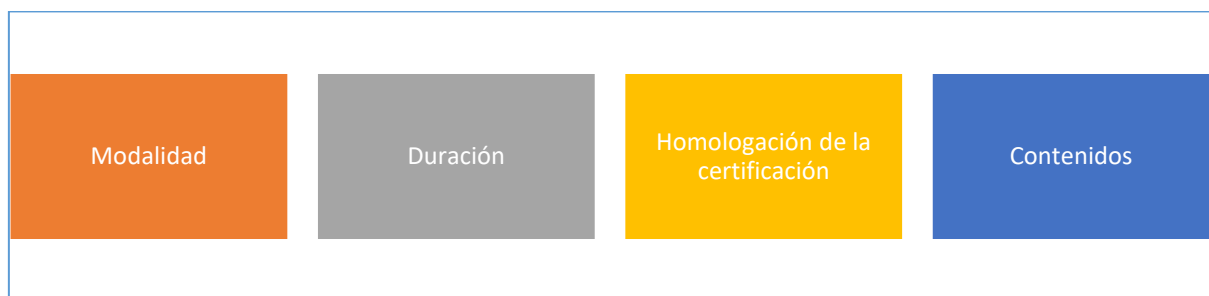 Modalidad
Duración
Homologación de la
certificación
Contenidos